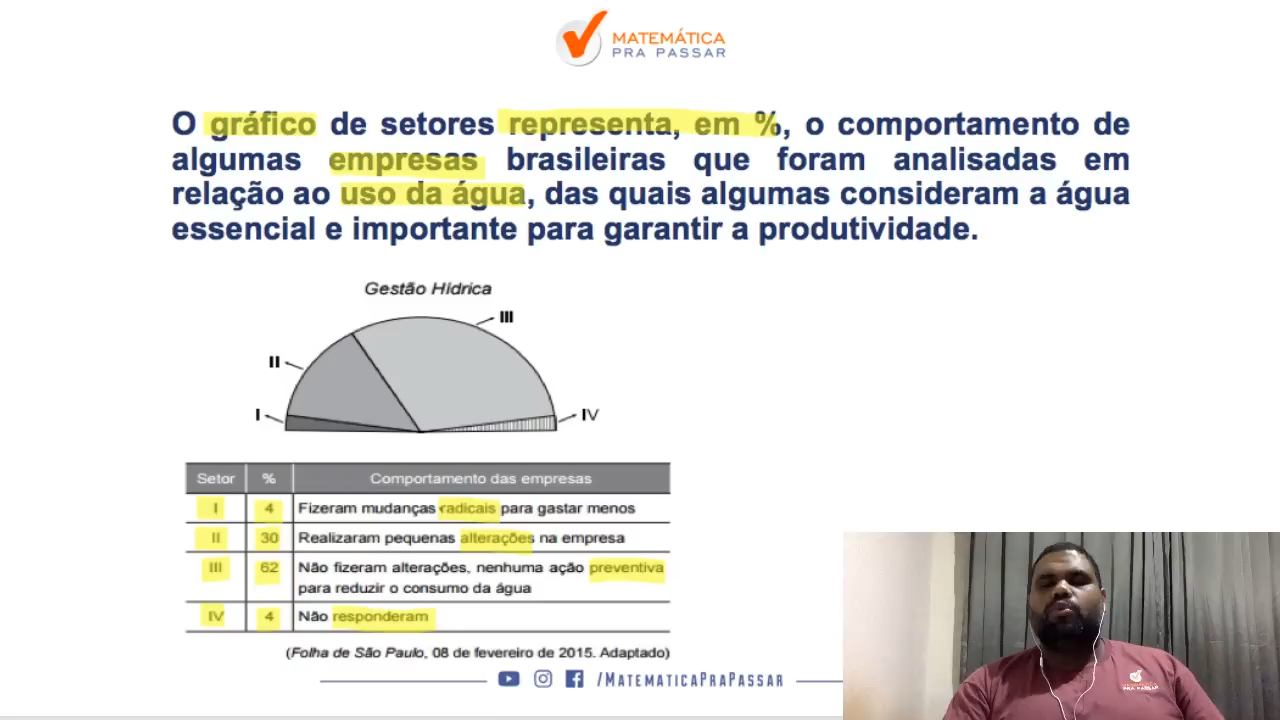 MATEMÁTICA
PRA PASSAR
O gráfico de setores representa, em %, o comportamento de
algumas empresas brasileiras que foram analisadas em
relação ao uso da água, das quais algumas consideram a água
essencial e importante para garantir a produtividade.
Gestão Hídrica
III
II
I
IV
Setor % Comportamento das empresas
I 4 Fizeram mudanças radicais para gastar menos
II 30 Realizaram pequenas alterações na empresa
III 62 Não fizeram alterações, nenhuma ação preventiva
para reduzir o consumo da água
IV 4 Não responderam
(Folha de São Paulo, 08 de fevereiro de 2015. Adaptado)
/MATEMATICAPRAPASSAR
MATEMÁTICA
PRA PASSAR